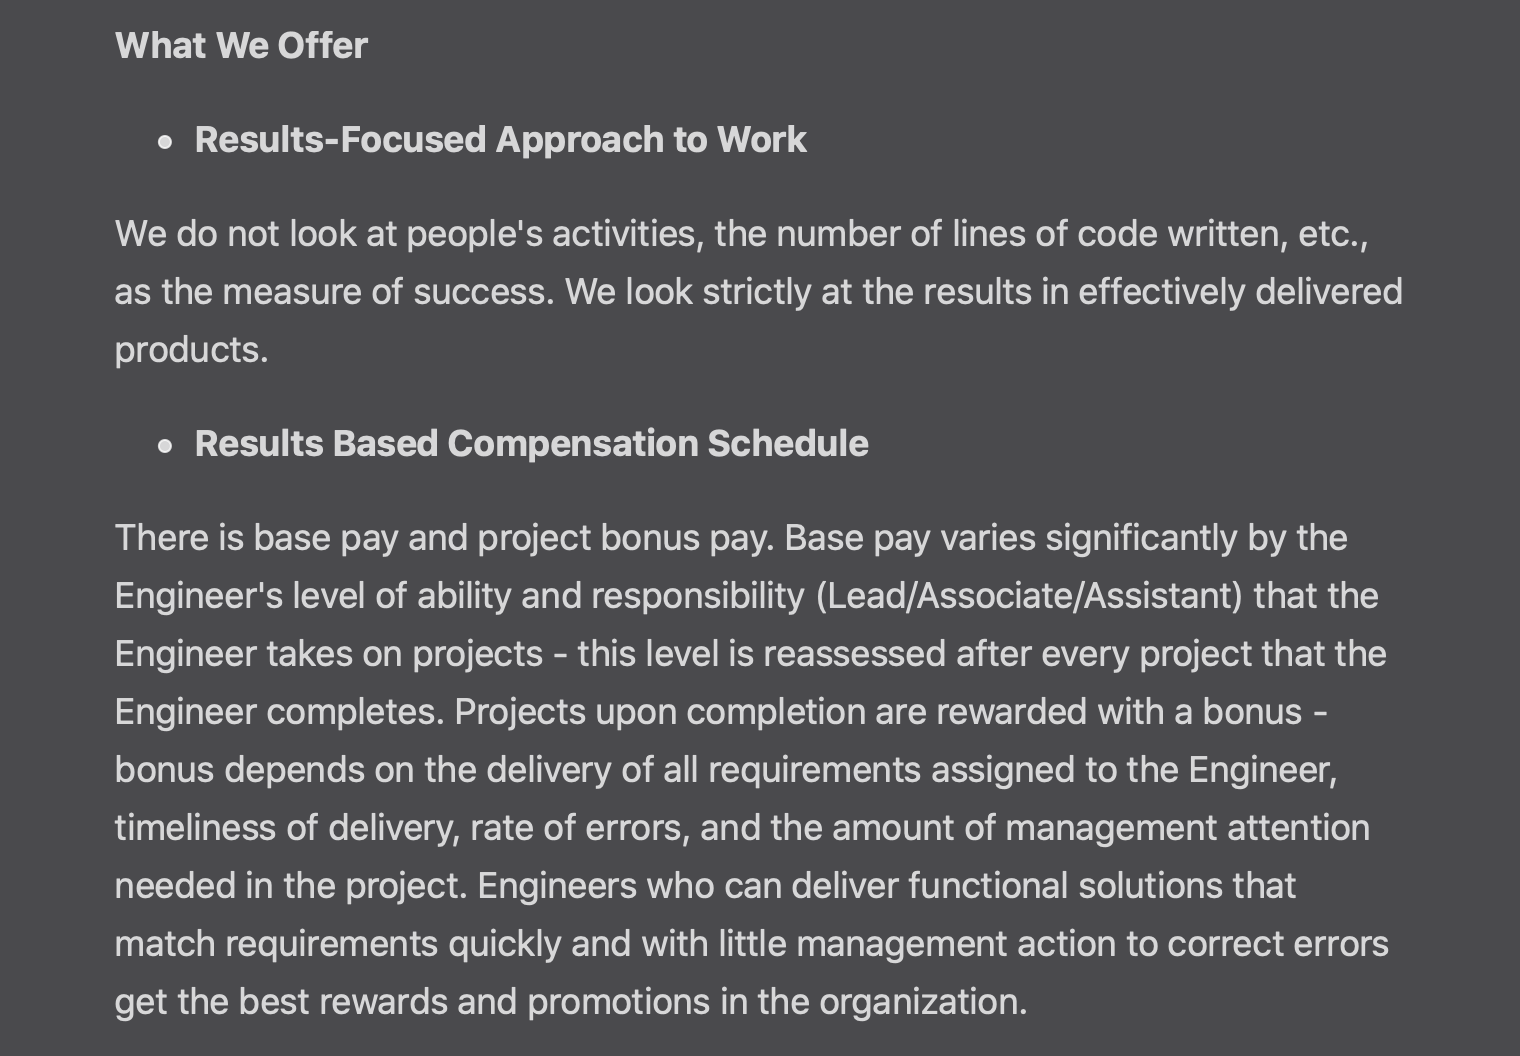 What We Offer
• Results-Focused Approach to Work
We do not look at people's activities, the number of lines of code written, etc.,
as the measure of success. We look strictly at the results in effectively delivered
products.
• Results Based Compensation Schedule
There is base pay and project bonus pay. Base pay varies significantly by the
Engineer's level of ability and responsibility (Lead/Associate/Assistant) that the
Engineer takes on projects - this level is reassessed after every project that the
Engineer completes. Projects upon completion are rewarded with a bonus -
bonus depends on the delivery of all requirements assigned to the Engineer,
timeliness of delivery, rate of errors, and the amount of management attention
needed in the project. Engineers who can deliver functional solutions that
match requirements quickly and with little management action to correct errors
get the best rewards and promotions in the organization.